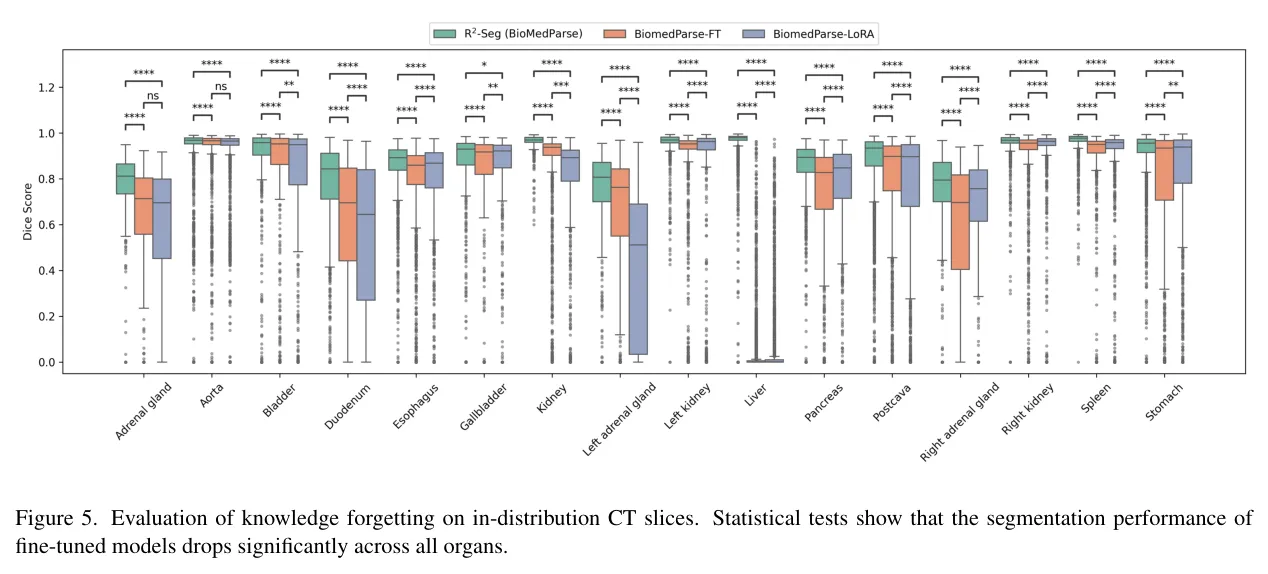 R²-Seg (BioMedParse) BiomedParse-FT BiomedParse-LoRA
**** **** **** **** **** * **** **** **** **** **** **** **** **** **** ****
ns ns ** **** **** ** *** **** **** **** **** **** **** **** **** **
**** **** **** **** **** **** **** **** **** **** **** **** **** **** **** ****
Dice Score
1.2
1.0
0.8
0.6
0.4
0.2
0.0
Adrenal gland
Aorta
Bladder
Duodenum
Esophagus
Gallbladder
Kidney
Left adrenal gland
Left kidney
Liver
Pancreas
Postcava
Right adrenal gland
Right kidney
Spleen
Stomach
Figure 5. Evaluation of knowledge forgetting on in-distribution CT slices. Statistical tests show that the segmentation performance of
fine-tuned models drops significantly across all organs.